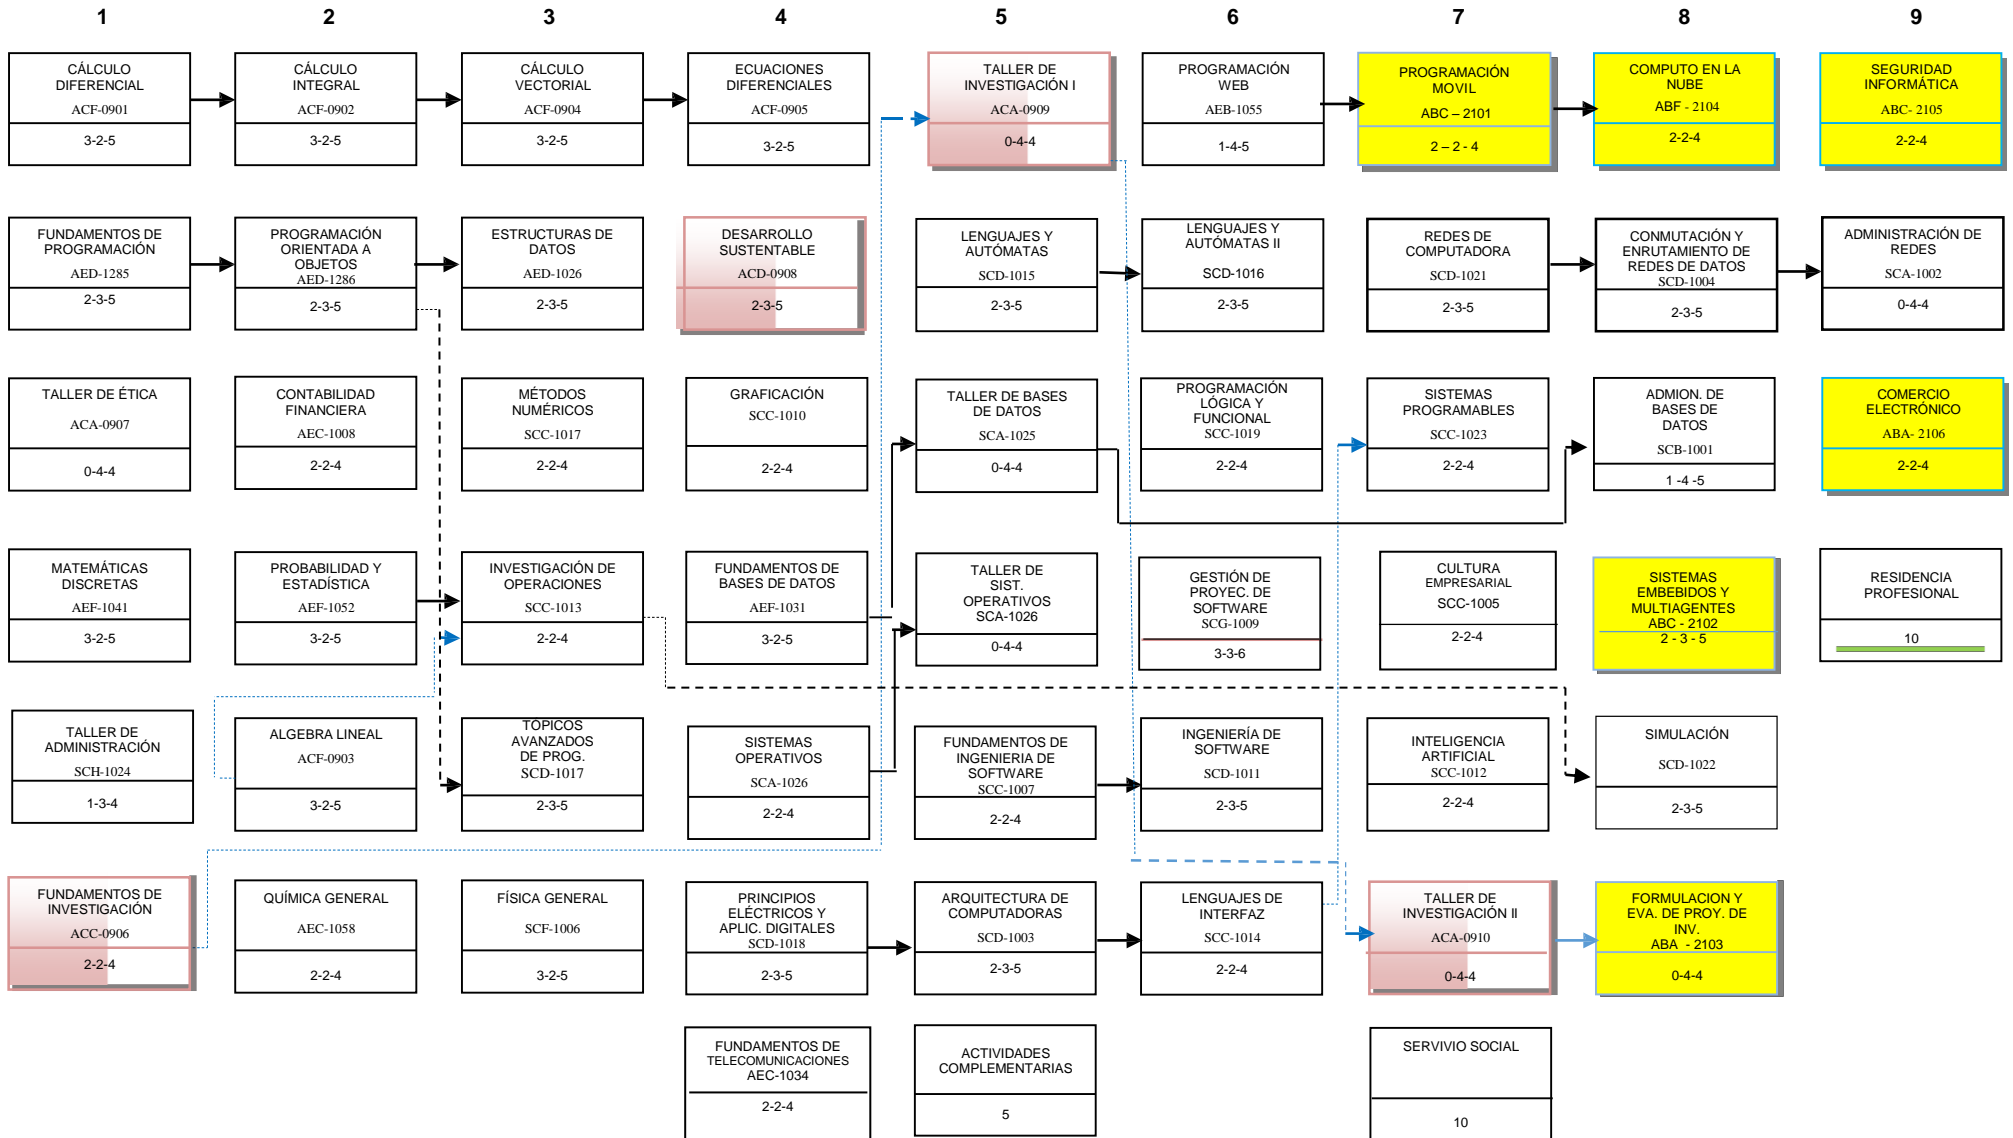 1 2 3 4 5 6 7 8 9
CÁLCULO
DIFERENCIAL
ACF-0901
3-2-5
CÁLCULO
INTEGRAL
ACF-0902
3-2-5
CÁLCULO
VECTORIAL
ACF-0904
3-2-5
ECUACIONES
DIFERENCIALES
ACF-0905
3-2-5
TALLER DE
INVESTIGACIÓN I
ACA-0909
0-4-4
PROGRAMACIÓN
WEB
AEB-1055
1-4-5
PROGRAMACIÓN
MOVIL
ABC – 2101
2 – 2 - 4
COMPUTO EN LA
NUBE
ABF - 2104
2-2-4
SEGURIDAD
INFORMÁTICA
ABC- 2105
2-2-4
FUNDAMENTOS DE
PROGRAMACIÓN
AED-1285
2-3-5
PROGRAMACIÓN
ORIENTADA A
OBJETOS
AED-1286
2-3-5
ESTRUCTURAS DE
DATOS
AED-1026
2-3-5
DESARROLLO
SUSTENTABLE
ACD-0908
2-3-5
LENGUAJES Y
AUTÓMATAS
SCD-1015
2-3-5
LENGUAJES Y
AUTÓMATAS II
SCD-1016
2-3-5
REDES DE
COMPUTADORA
SCD-1021
2-3-5
CONMUTACIÓN Y
ENRUTAMIENTO DE
REDES DE DATOS
SCD-1004
2-3-5
ADMINISTRACIÓN DE
REDES
SCA-1002
0-4-4
TALLER DE ÉTICA
ACA-0907
0-4-4
CONTABILIDAD
FINANCIERA
AEC-1008
2-2-4
MÉTODOS
NUMÉRICOS
SCC-1017
2-2-4
GRAFICACIÓN
SCC-1010
2-2-4
TALLER DE BASES
DE DATOS
SCA-1025
0-4-4
PROGRAMACIÓN
LÓGICA Y
FUNCIONAL
SCC-1019
2-2-4
SISTEMAS
PROGRAMABLES
SCC-1023
2-2-4
ADMION. DE
BASES DE
DATOS
SCB-1001
1 -4 -5
COMERCIO
ELECTRÓNICO
ABA- 2106
2-2-4
MATEMÁTICAS
DISCRETAS
AEF-1041
3-2-5
PROBABILIDAD Y
ESTADÍSTICA
AEF-1052
3-2-5
INVESTIGACIÓN DE
OPERACIONES
SCC-1013
2-2-4
FUNDAMENTOS DE
BASES DE DATOS
AEF-1031
3-2-5
TALLER DE
SIST.
OPERATIVOS
SCA-1026
0-4-4
GESTIÓN DE
PROYEC. DE
SOFTWARE
SCG-1009
3-3-6
CULTURA
EMPRESARIAL
SCC-1005
2-2-4
SISTEMAS
EMBEBIDOS Y
MULTIAGENTES
ABC - 2102
2 - 3 - 5
RESIDENCIA
PROFESIONAL
10
TALLER DE
ADMINISTRACIÓN
SCH-1024
1-3-4
ALGEBRA LINEAL
ACF-0903
3-2-5
TOPICOS
AVANZADOS
DE PROG.
SCD-1017
2-3-5
SISTEMAS
OPERATIVOS
SCA-1026
2-2-4
FUNDAMENTOS DE
INGENIERIA DE
SOFTWARE
SCC-1007
2-2-4
INGENIERÍA DE
SOFTWARE
SCD-1011
2-3-5
INTELIGENCIA
ARTIFICIAL
SCC-1012
2-2-4
SIMULACIÓN
SCD-1022
2-3-5
FUNDAMENTOS DE
INVESTIGACIÓN
ACC-0906
2-2-4
QUÍMICA GENERAL
AEC-1058
2-2-4
FÍSICA GENERAL
SCF-1006
3-2-5
PRINCIPIOS
ELÉCTRICOS Y
APLIC. DIGITALES
SCD-1018
2-3-5
ARQUITECTURA DE
COMPUTADORAS
SCD-1003
2-3-5
LENGUAJES DE
INTERFAZ
SCC-1014
2-2-4
TALLER DE
INVESTIGACIÓN II
ACA-0910
0-4-4
FORMULACION Y
EVA. DE PROY. DE
INV.
ABA - 2103
0-4-4
FUNDAMENTOS DE
TELECOMUNICACIONES
AEC-1034
2-2-4
ACTIVIDADES
COMPLEMENTARIAS
5
SERVIVIO SOCIAL
10